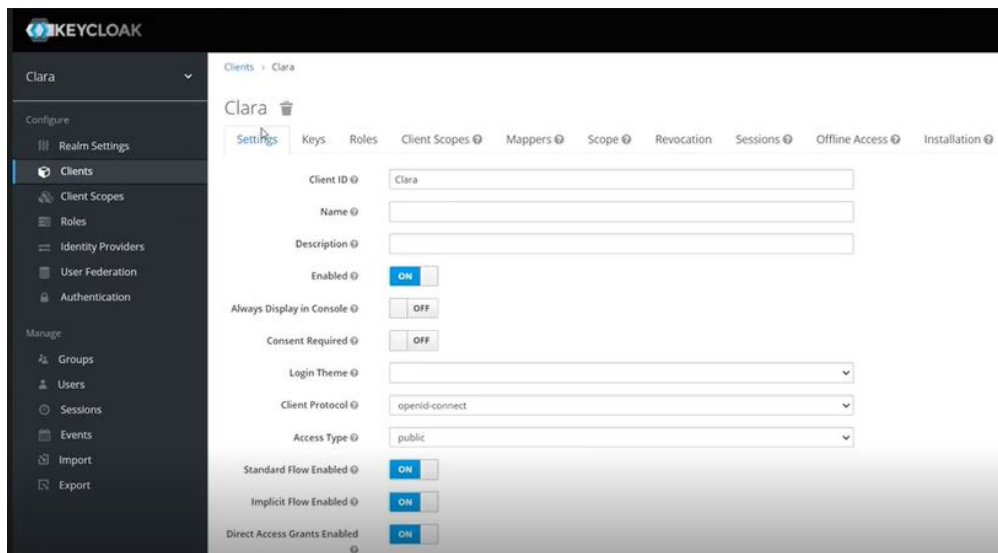 KEYCLOAK
Clara
Configure
Realm Settings
Clients
Client Scopes
Roles
Identity Providers
User Federation
Authentication
Manage
Groups
Users
Sessions
Events
Import
Export
Clients > Clara
Clara
Settings Keys Roles Client Scopes Mappers Scope Revocation Sessions Offline Access Installation
Client ID Clara
Name
Description
Enabled ON
Always Display in Console OFF
Consent Required OFF
Login Theme
Client Protocol openid-connect
Access Type public
Standard Flow Enabled ON
Implicit Flow Enabled ON
Direct Access Grants Enabled ON